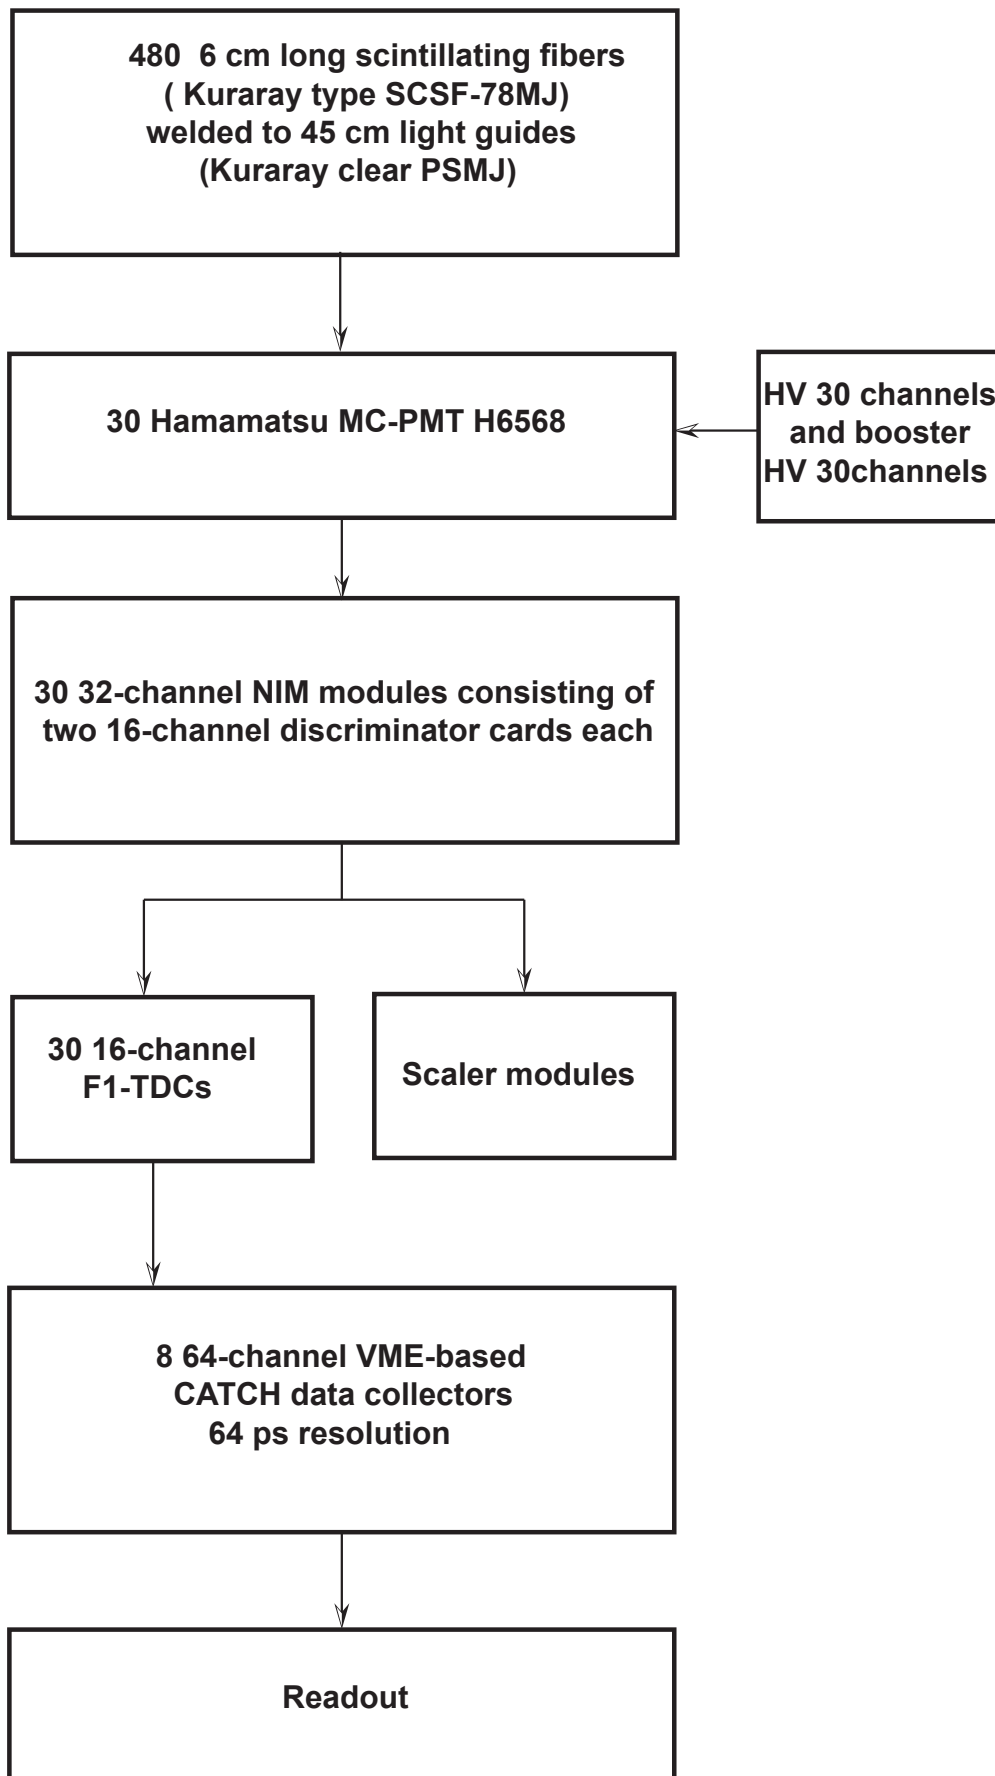 480  6 cm long scintillating fibers
( Kuraray type SCSF-78MJ)
welded to 45 cm light guides
(Kuraray clear PSMJ)
30 Hamamatsu MC-PMT H6568
HV 30 channels
and booster
HV 30channels
30 32-channel NIM modules consisting of
two 16-channel discriminator cards each
30 16-channel
F1-TDCs
Scaler modules
8 64-channel VME-based
CATCH data collectors
64 ps resolution
Readout